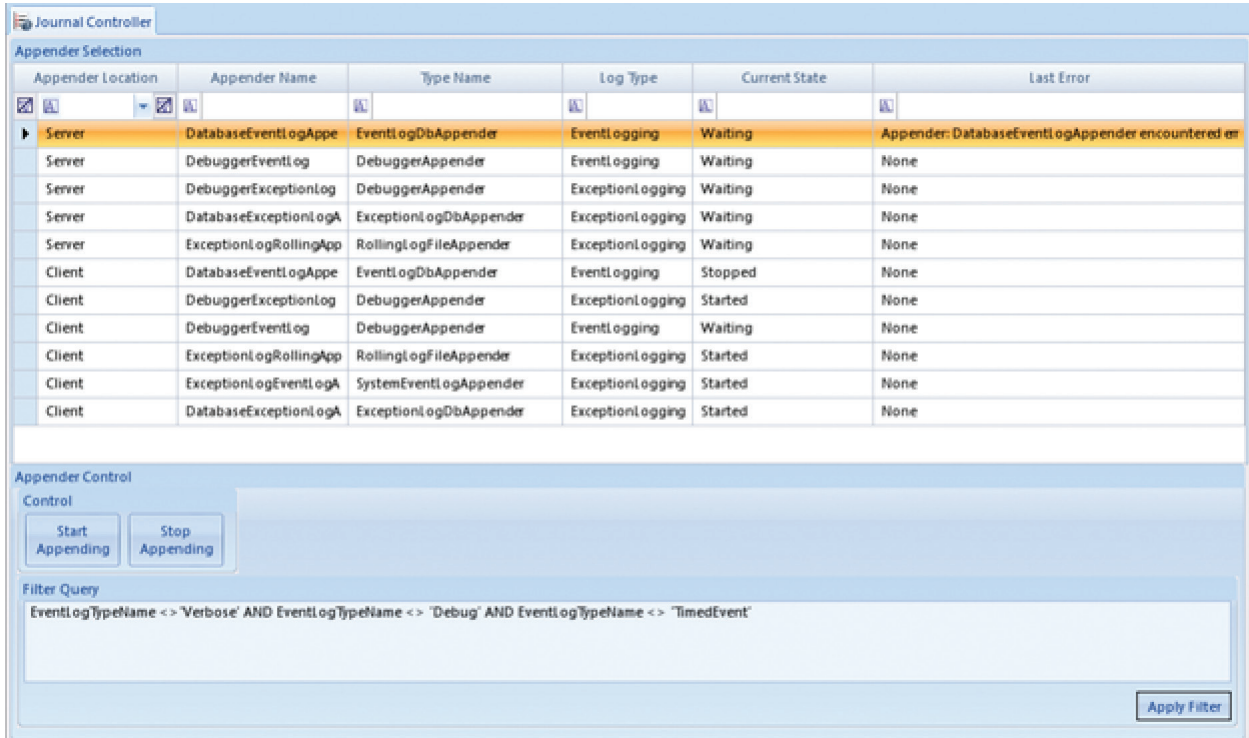 Journal Controller
Appender Selection
Appender Location Appender Name Type Name Log Type Current State Last Error
Server DatabaseEventLogAppe EventLogDbAppender EventLogging Waiting Appender: DatabaseEventLogAppender encountered err
Server DebuggerEventLog DebuggerAppender EventLogging Waiting None
Server DebuggerExceptionLog DebuggerAppender ExceptionLogging Waiting None
Server DatabaseExceptionLogA ExceptionLogDbAppender ExceptionLogging Waiting None
Server ExceptionLogRollingApp RollingLogFileAppender ExceptionLogging Waiting None
Client DatabaseEventLogAppe EventLogDbAppender EventLogging Stopped None
Client DebuggerExceptionLog DebuggerAppender ExceptionLogging Started None
Client DebuggerEventLog DebuggerAppender EventLogging Waiting None
Client ExceptionLogRollingApp RollingLogFileAppender ExceptionLogging Started None
Client ExceptionLogEventLogA SystemEventLogAppender ExceptionLogging Started None
Client DatabaseExceptionLogA ExceptionLogDbAppender ExceptionLogging Started None
Appender Control
Control
Start Appending
Stop Appending
Filter Query
EventLogTypeName <> 'Verbose' AND EventLogTypeName <> 'Debug' AND EventLogTypeName <> 'TimedEvent'
Apply Filter